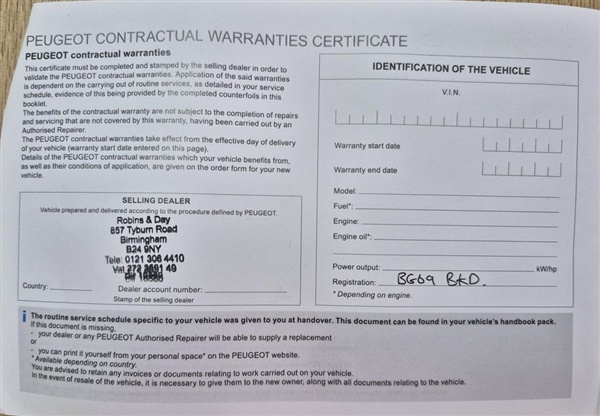 PEUGEOT CONTRACTUAL WARRANTIES CERTIFICATE
PEUGEOT contractual warranties
This certificate must be completed and stamped by the selling dealer in order to
validate the PEUGEOT contractual warranties. Application of the said warranties
is dependent on the carrying out of routine services, as detailed in your service
schedule, evidence of this being provided by the completed counterfoils in this
booklet.
The benefits of the contractual warranty are not subject to the completion of repairs
and servicing that are not covered by this warranty, having been carried out by an
Authorised Repairer.
The PEUGEOT contractual warranties take effect from the effective day of delivery
of your vehicle (warranty start date entered on this page).
Details of the PEUGEOT contractual warranties which your vehicle benefits from,
as well as their conditions of application, are given on the order form for your new
vehicle.
SELLING DEALER
Vehicle prepared and delivered according to the procedure defined by PEUGEOT.
Robins & Day
857 Tyburn Road
Birmingham
B24 9NY
Tele: 0121 306 4410
Vat 272 3691 49
Country:
Dealer account number:
Stamp of the selling dealer
IDENTIFICATION OF THE VEHICLE
V.I.N.
Warranty start date
Warranty end date
Model:
Fuel*:
Engine:
Engine oil*:
Power output: kW/hp
Registration: BG69 BKD.
* Depending on engine.
i The routine service schedule specific to your vehicle was given to you at handover. This document can be found in your vehicle's handbook pack.
If this document is missing,
- your dealer or any PEUGEOT Authorised Repairer will be able to supply a replacement
or
- you can print it yourself from your personal space* on the PEUGEOT website.
* Available depending on country.
You are advised to retain any invoices or documents relating to work carried out on your vehicle.
In the event of resale of the vehicle, it is necessary to give them to the new owner, along with all documents relating to the vehicle.